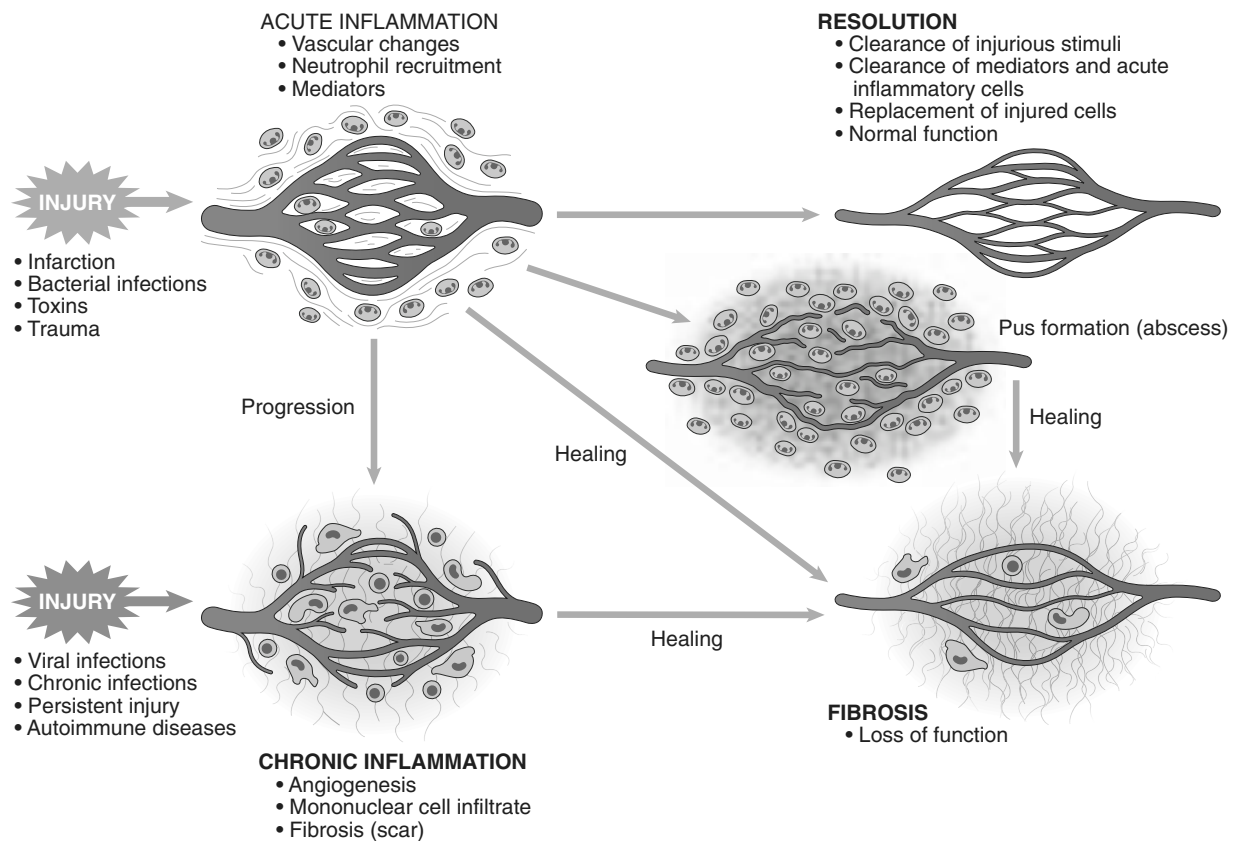 ACUTE INFLAMMATION
• Vascular changes
• Neutrophil recruitment
• Mediators
RESOLUTION
• Clearance of injurious stimuli
• Clearance of mediators and acute
inflammatory cells
• Replacement of injured cells
• Normal function
INJURY
• Infarction
• Bacterial infections
• Toxins
• Trauma
Pus formation (abscess)
Progression
Healing
Healing
INJURY
• Viral infections
• Chronic infections
• Persistent injury
• Autoimmune diseases
Healing
CHRONIC INFLAMMATION
• Angiogenesis
• Mononuclear cell infiltrate
• Fibrosis (scar)
FIBROSIS
• Loss of function